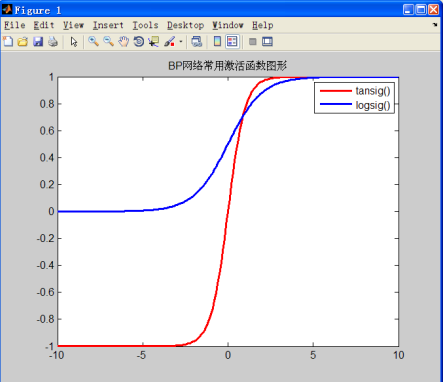 Figure 1
File Edit View Insert Tools Desktop Window Help
BP网络常用激活函数图形
1
0.8
0.6
0.4
0.2
0
-0.2
-0.4
-0.6
-0.8
-1
-10 -5 0 5 10
tansig()
logsig()